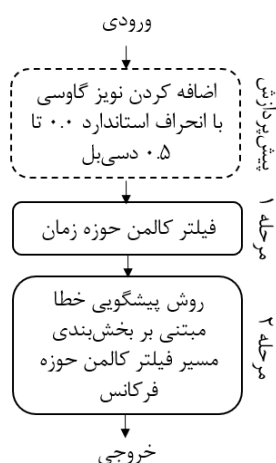 ورودی
اضافه کردن نویز گاوسی
با انحراف استاندارد ۰.۰ تا
۰.۵ دسی‌بل
پیش‌پردازش
فیلتر کالمن حوزه زمان
مرحله ۱
روش پیشگویی خطا
مبتنی بر بخش‌بندی
مسیر فیلتر کالمن حوزه
فرکانس
مرحله ۲
خروجی